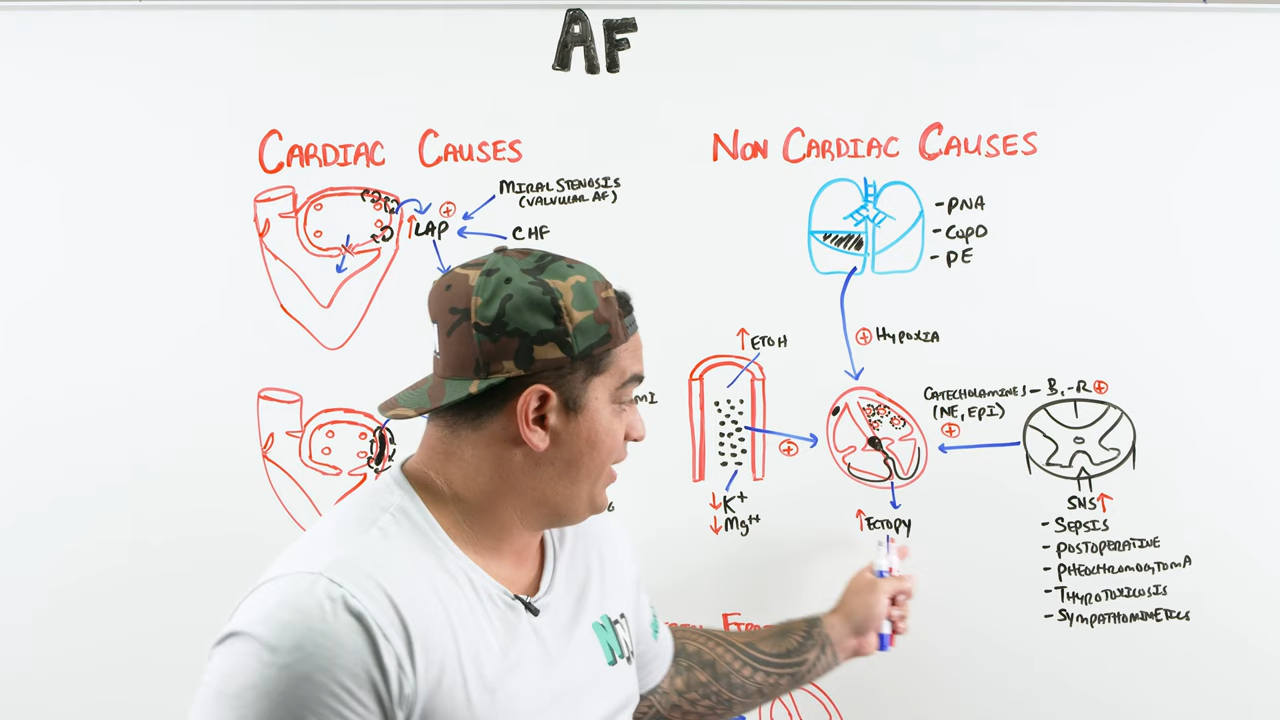 AF
CARDIAC CAUSES
MIRAL STENOSIS
(VALVULAR AF)
↑LAP
+
CHF
NON CARDIAC CAUSES
- PNA
- COPD
- PE
+ HYPOXIA
↑ETOH
+
↓K+
↓Mg++
CATECHOLAMINES - B1-R +
(NE, EPI)
+
↑ECTOPY
SNS↑
- SEPSIS
- POSTOPERATIVE
- PHEOCHROMOCYTOMA
- THYROTOXICOSIS
- SYMPATHOMIMETICS